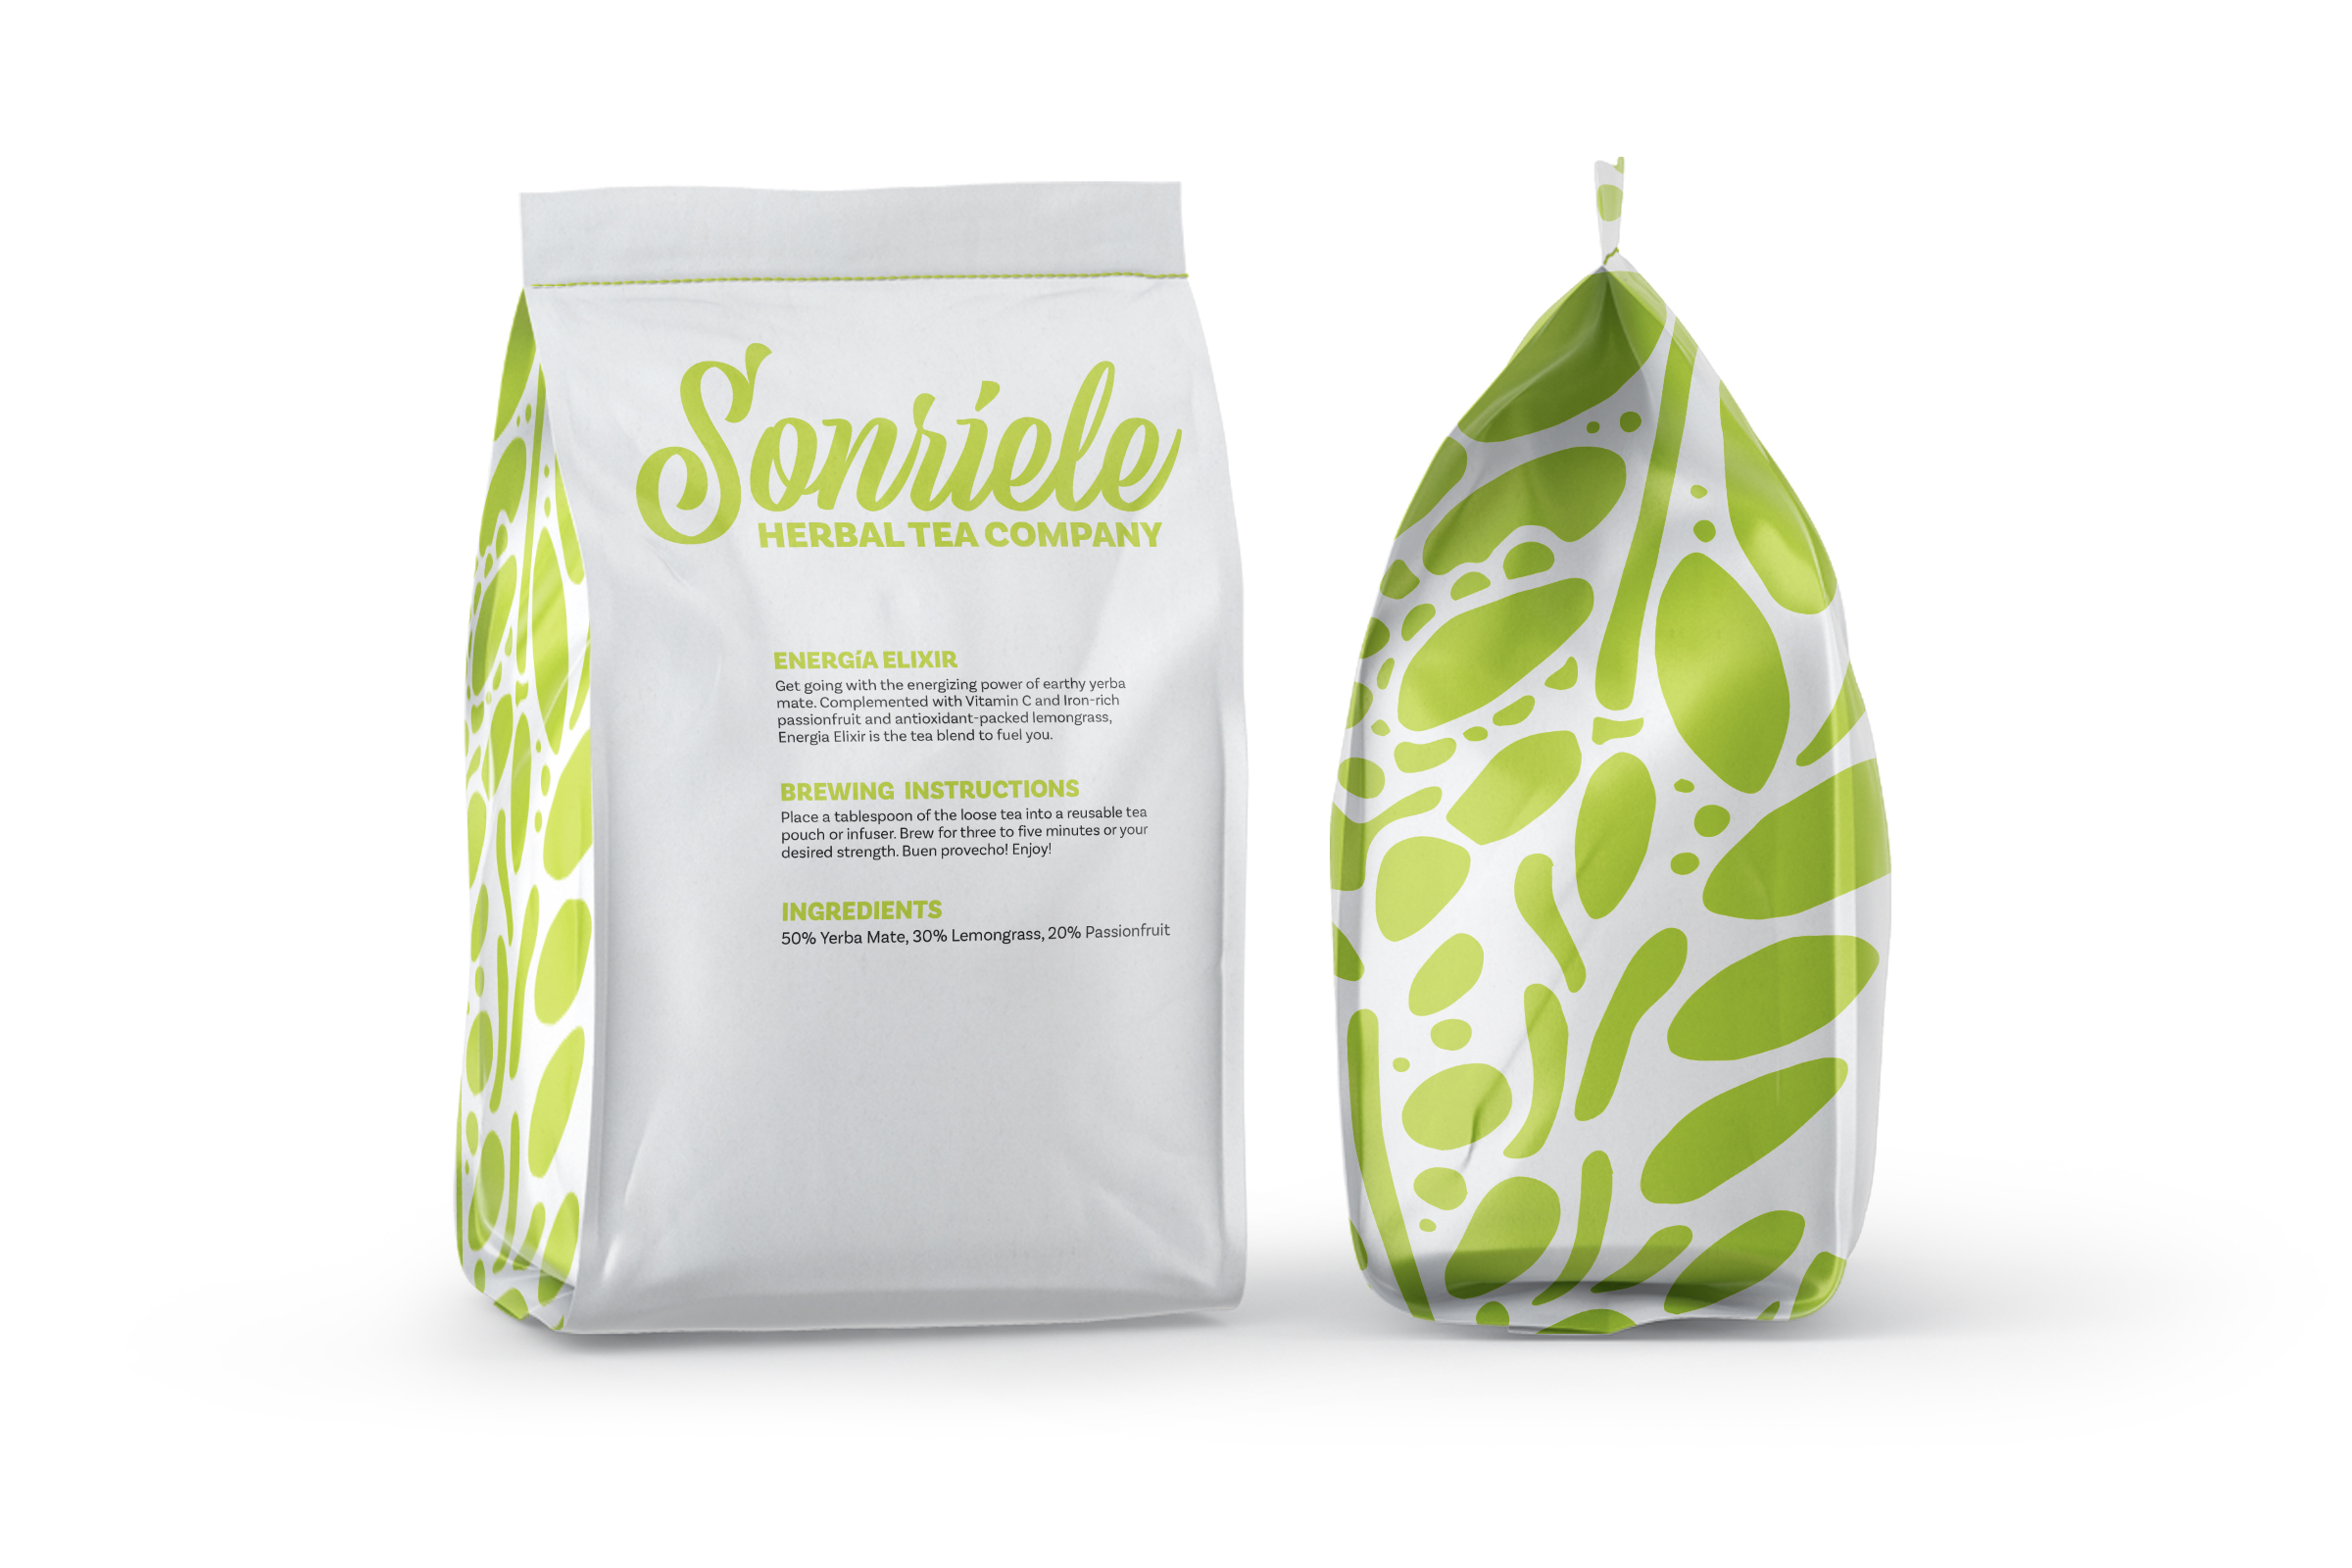 Sonríele
HERBAL TEA COMPANY
ENERGíA ELIXIR
Get going with the energizing power of earthy yerba
mate. Complemented with Vitamin C and Iron-rich
passionfruit and antioxidant-packed lemongrass,
Energia Elixir is the tea blend to fuel you.
BREWING INSTRUCTIONS
Place a tablespoon of the loose tea into a reusable tea
pouch or infuser. Brew for three to five minutes or your
desired strength. Buen provecho! Enjoy!
INGREDIENTS
50% Yerba Mate, 30% Lemongrass, 20% Passionfruit